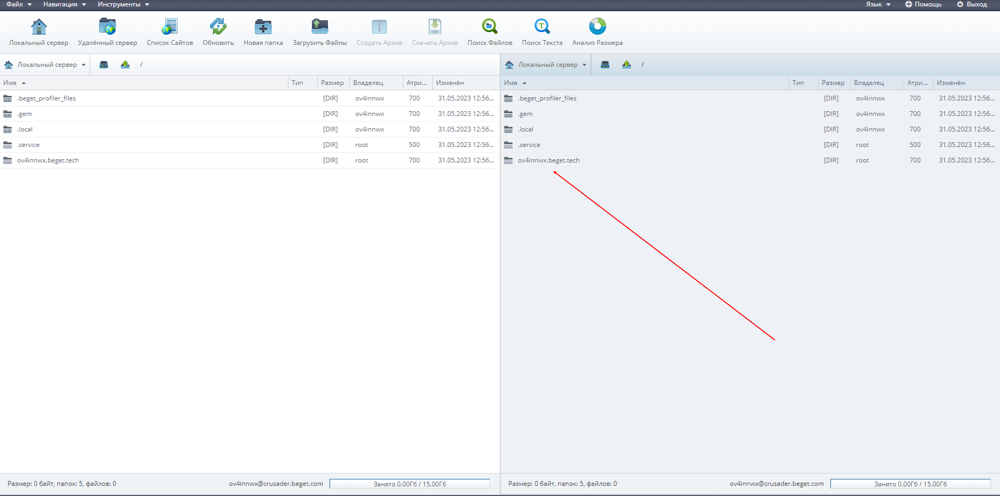 Файл Навигация Инструменты Язык Помощь Выход
Локальный сервер Удалённый сервер Список Сайтов Обновить Новая папка Загрузить Файлы Создать Архив Скачать Архив Поиск Файлов Поиск Текста Анализ Размера
Локальный сервер /
Имя Тип Размер Владелец Атри... Изменён
.beget_profiler_files [DIR] ov4innwx 700 31.05.2023 12:56...
.gem [DIR] ov4innwx 700 31.05.2023 12:56...
.local [DIR] ov4innwx 700 31.05.2023 12:56...
.service [DIR] root 500 31.05.2023 12:56...
ov4innwx.beget.tech [DIR] root 700 31.05.2023 12:56...
Размер: 0 байт, папок: 5, файлов: 0 ov4innwx@crusader.beget.com Занято 0.00Гб / 15.00Гб
Локальный сервер /
Имя Тип Размер Владелец Атри... Изменён
.beget_profiler_files [DIR] ov4innwx 700 31.05.2023 12:56...
.gem [DIR] ov4innwx 700 31.05.2023 12:56...
.local [DIR] ov4innwx 700 31.05.2023 12:56...
.service [DIR] root 500 31.05.2023 12:56...
ov4innwx.beget.tech [DIR] root 700 31.05.2023 12:56...
Размер: 0 байт, папок: 5, файлов: 0 ov4innwx@crusader.beget.com Занято 0.00Гб / 15.00Гб